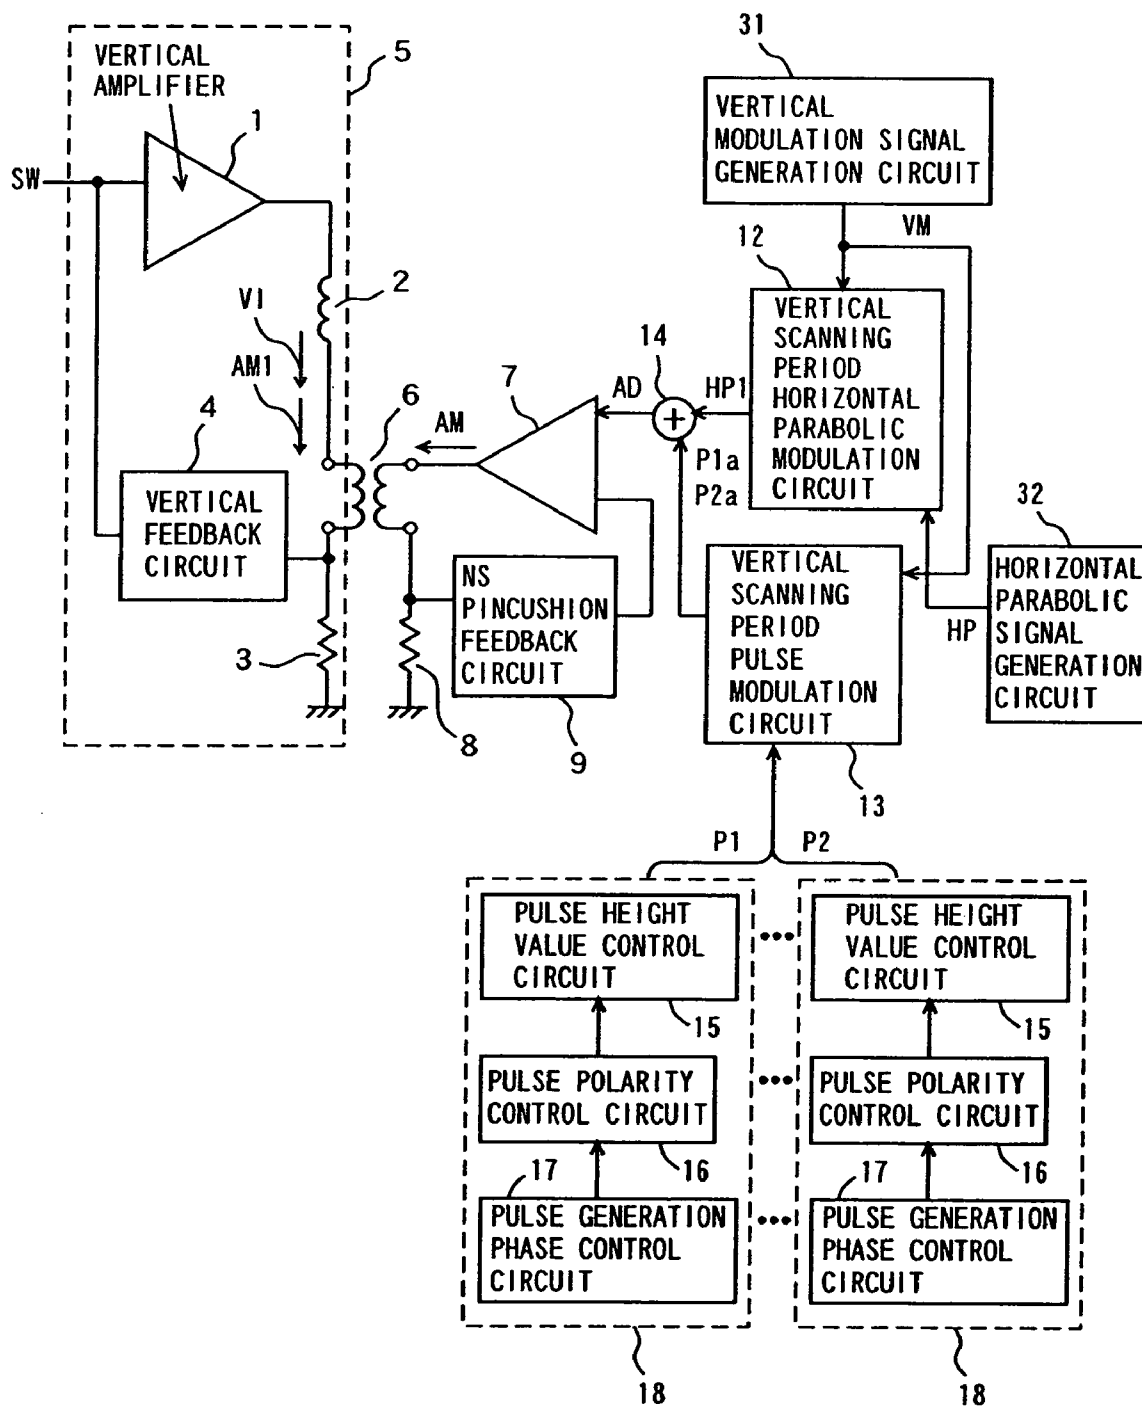 VERTICAL
AMPLIFIER
5
1
SW
2
VI
AM1
4
VERTICAL
FEEDBACK
CIRCUIT
3
6
AM
7
8
NS
PINCUSHION
FEEDBACK
CIRCUIT
9
31
VERTICAL
MODULATION SIGNAL
GENERATION CIRCUIT
VM
12
VERTICAL
SCANNING
PERIOD
HORIZONTAL
PARABOLIC
MODULATION
CIRCUIT
14
+
AD
HP1
P1a
P2a
VERTICAL
SCANNING
PERIOD
PULSE
MODULATION
CIRCUIT
13
32
HORIZONTAL
PARABOLIC
SIGNAL
GENERATION
CIRCUIT
HP
P1
P2
PULSE HEIGHT
VALUE CONTROL
CIRCUIT
15
PULSE POLARITY
CONTROL CIRCUIT
16
17
PULSE GENERATION
PHASE CONTROL
CIRCUIT
18
PULSE HEIGHT
VALUE CONTROL
CIRCUIT
15
PULSE POLARITY
CONTROL CIRCUIT
16
17
PULSE GENERATION
PHASE CONTROL
CIRCUIT
18